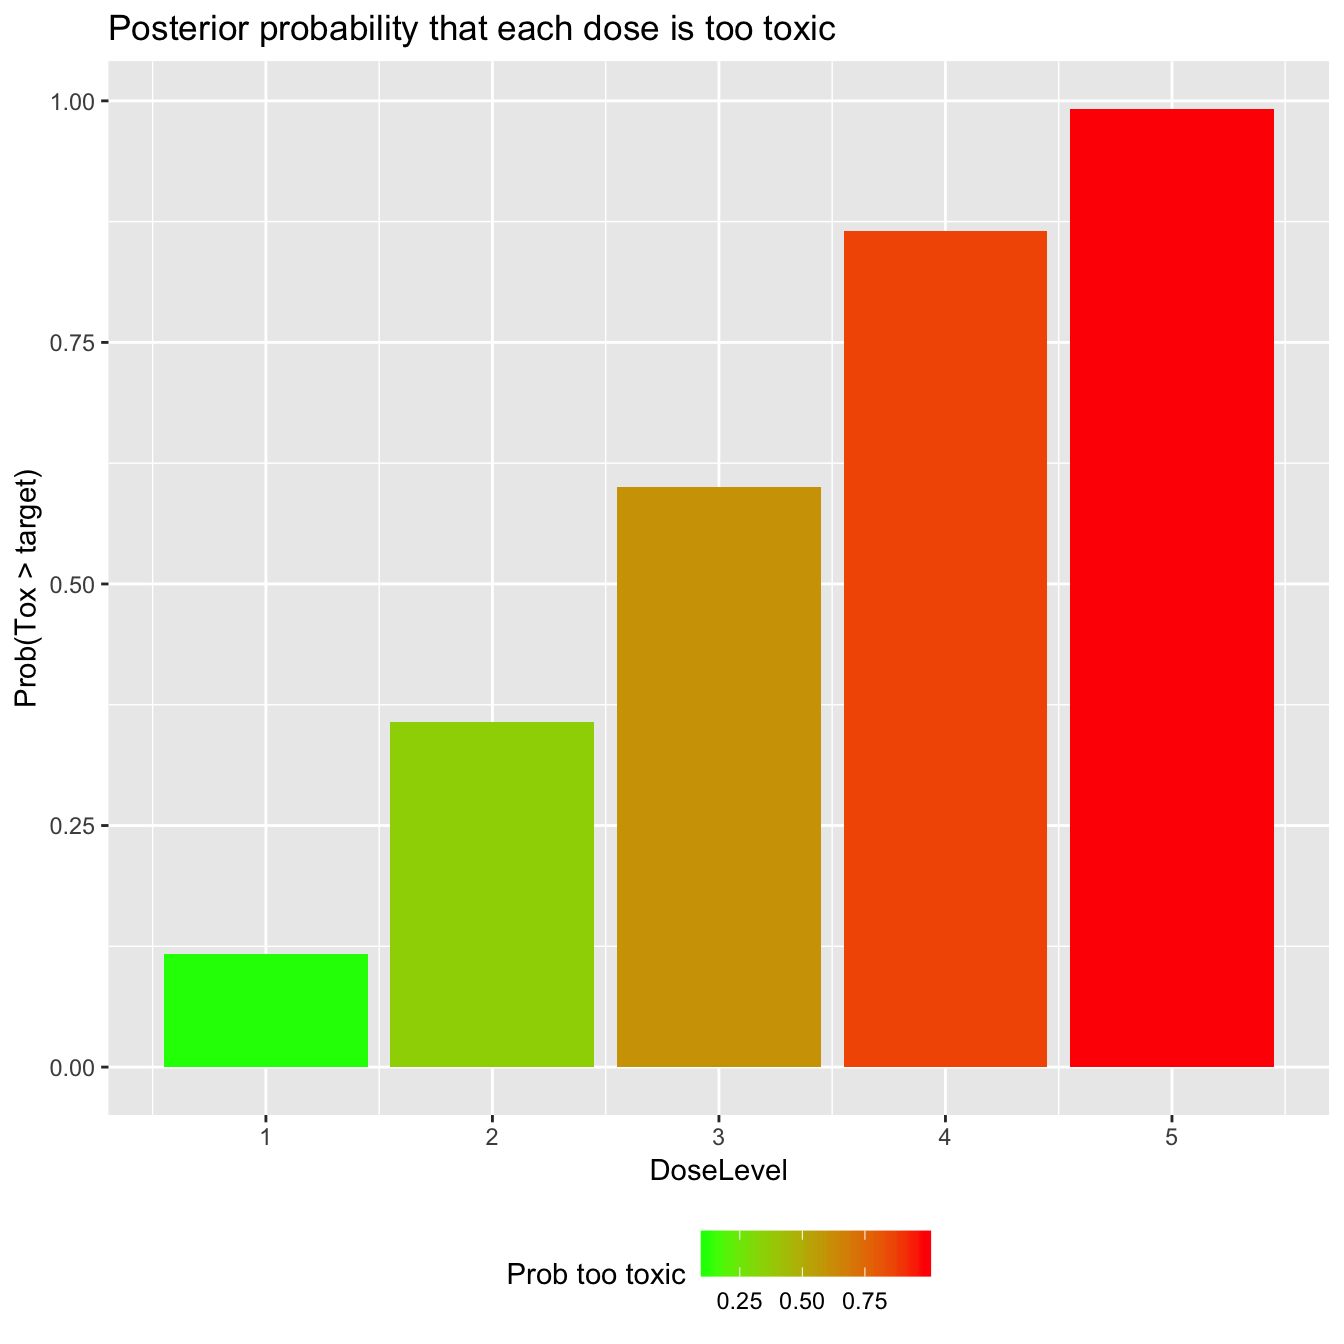 Posterior probability that each dose is too toxic
Prob(Tox > target)
1.00
0.75
0.50
0.25
0.00
1 2 3 4 5
DoseLevel
Prob too toxic
0.25 0.50 0.75